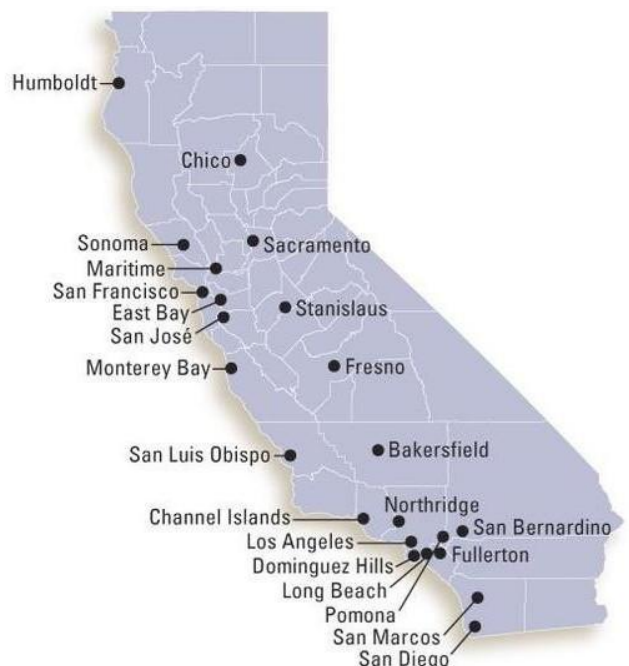 Humboldt
Chico
Sonoma
Sacramento
Maritime
San Francisco
East Bay
Stanislaus
San José
Monterey Bay
Fresno
San Luis Obispo
Bakersfield
Channel Islands
Northridge
San Bernardino
Los Angeles
Fullerton
Dominguez Hills
Long Beach
Pomona
San Marcos
San Diego